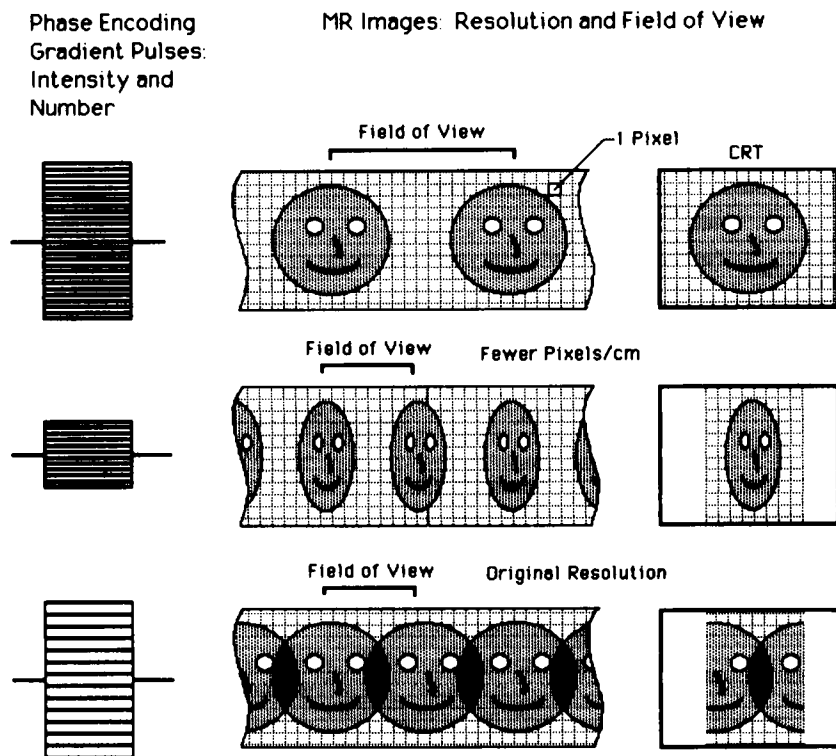 Phase Encoding
Gradient Pulses:
Intensity and
Number
MR Images: Resolution and Field of View
Field of View
1 Pixel
CRT
Field of View
Fewer Pixels/cm
Field of View
Original Resolution